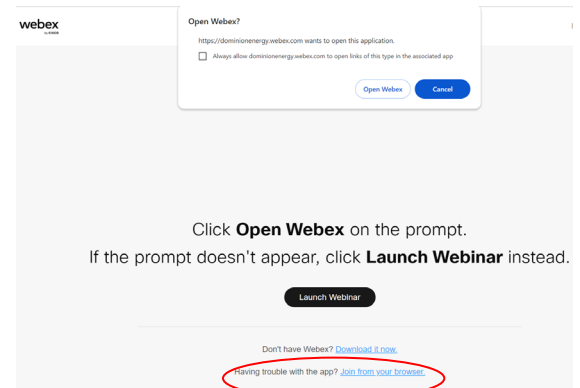 webex
by CISCO
Open Webex?
https://dominionenergy.webex.com wants to open this application.
Always allow dominionenergy.webex.com to open links of this type in the associated app
Open Webex
Cancel
Click Open Webex on the prompt.
If the prompt doesn't appear, click Launch Webinar instead.
Launch Webinar
Don't have Webex? Download it now.
Having trouble with the app? Join from your browser.